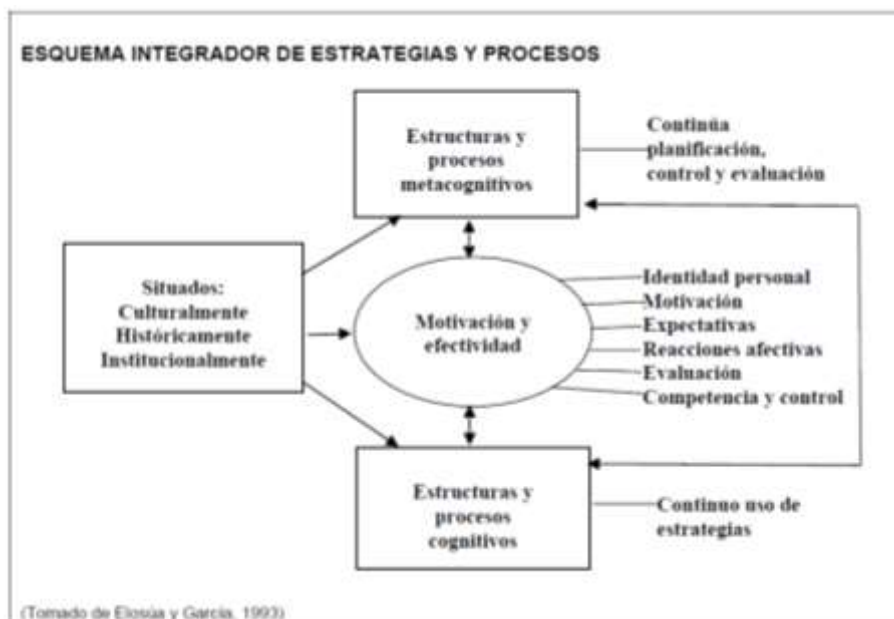 ESQUEMA INTEGRADOR DE ESTRATEGIAS Y PROCESOS
Estructuras y
procesos
metacognitivos
Continúa
planificación,
control y evaluación
Situados:
Culturalmente
Históricamente
Institucionalmente
Motivación y
efectividad
Identidad personal
Motivación
Expectativas
Reacciones afectivas
Evaluación
Competencia y control
Estructuras y
procesos
cognitivos
Continuo uso de
estrategias
(Tomado de Elosúa y García, 1993)